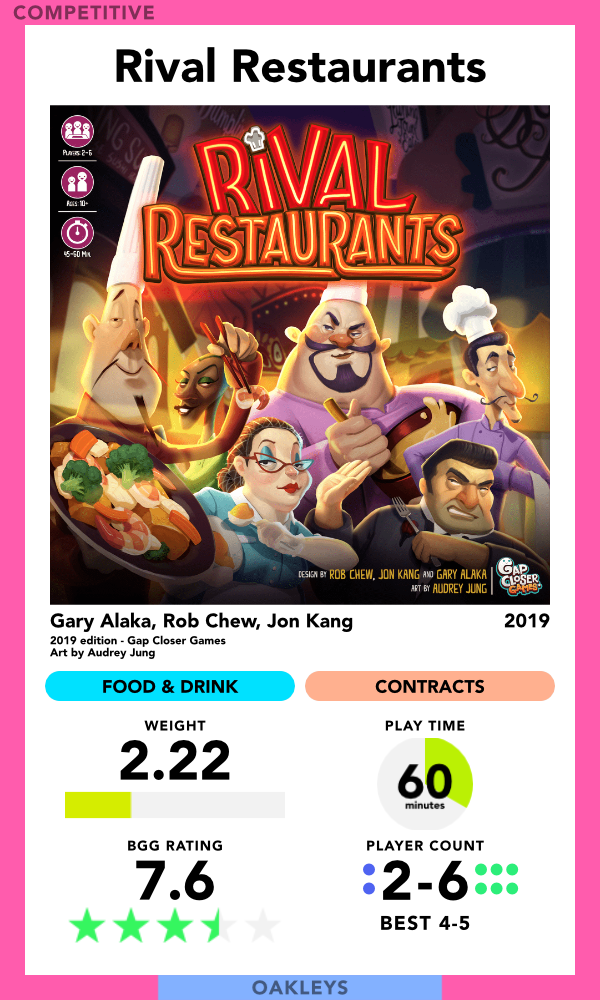 COMPETITIVE
Rival Restaurants
PLAYERS: 2-6
AGES: 10+
45-60 MIN.
RIVAL
RESTAURANTS
DESIGN BY ROB CHEW, JON KANG AND GARY ALAKA
ART BY AUDREY JUNG
GAP
CLOSER
GAMES
Gary Alaka, Rob Chew, Jon Kang
2019
2019 edition - Gap Closer Games
Art by Audrey Jung
FOOD & DRINK
CONTRACTS
WEIGHT
2.22
PLAY TIME
60
minutes
BGG RATING
7.6
PLAYER COUNT
2-6
BEST 4-5
OAKLEYS